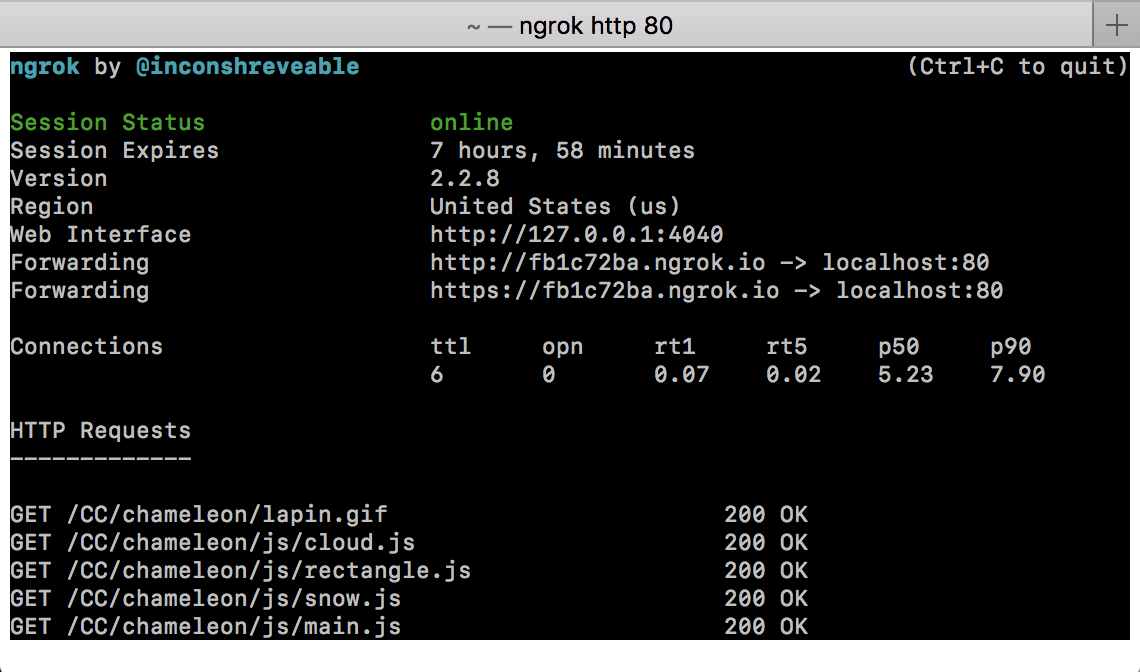 ~ — ngrok http 80
ngrok by @inconshreveable (Ctrl+C to quit)
Session Status online
Session Expires 7 hours, 58 minutes
Version 2.2.8
Region United States (us)
Web Interface http://127.0.0.1:4040
Forwarding http://fb1c72ba.ngrok.io -> localhost:80
Forwarding https://fb1c72ba.ngrok.io -> localhost:80
Connections ttl opn rt1 rt5 p50 p90
6 0 0.07 0.02 5.23 7.90
HTTP Requests
-------------
GET /CC/chameleon/lapin.gif 200 OK
GET /CC/chameleon/js/cloud.js 200 OK
GET /CC/chameleon/js/rectangle.js 200 OK
GET /CC/chameleon/js/snow.js 200 OK
GET /CC/chameleon/js/main.js 200 OK